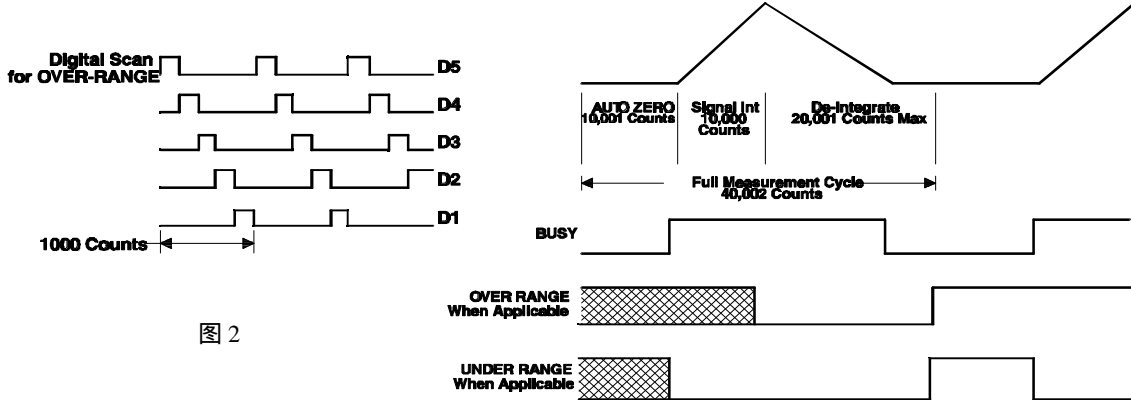 Digital Scan
for OVER-RANGE
D5
D4
D3
D2
D1
1000 Counts
图 2
AUTO ZERO
10,001 Counts
Signal Int
10,000
Counts
De-Integrate
20,001 Counts Max
Full Measurement Cycle
40,002 Counts
BUSY
OVER RANGE
When Applicable
UNDER RANGE
When Applicable